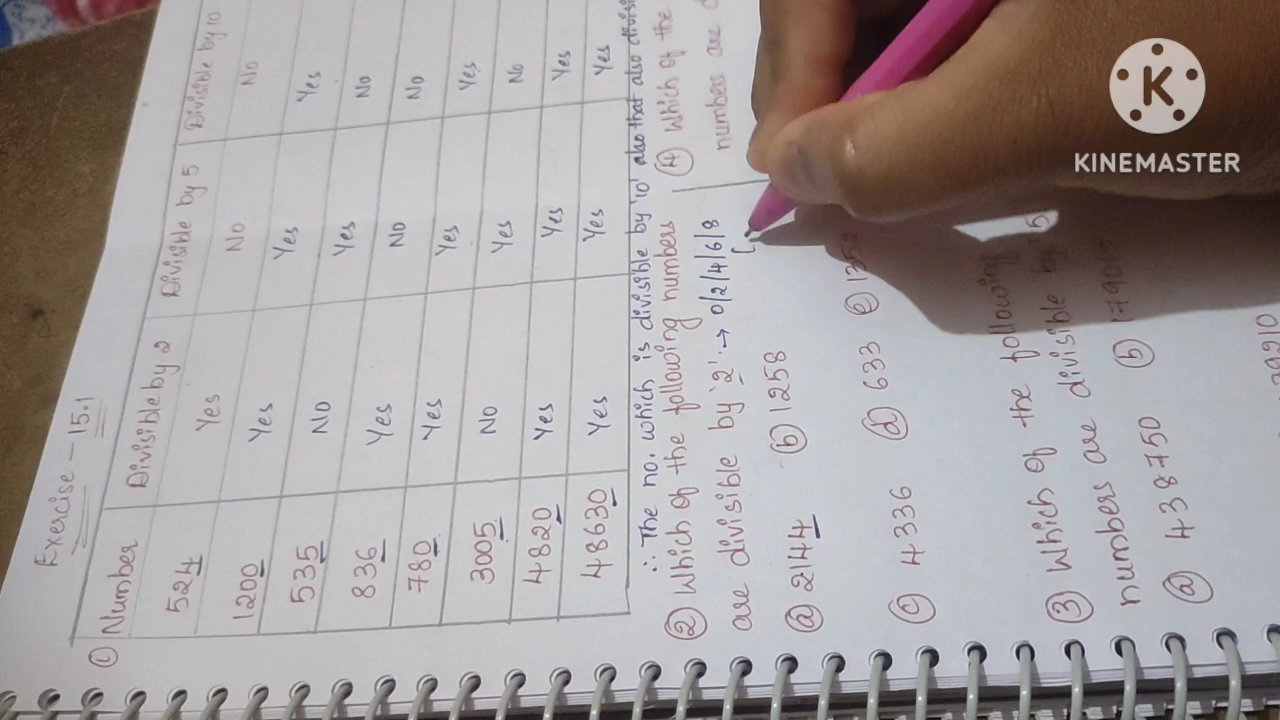 Exercise - 15.1
① Number Divisible by 2 Divisible by 5 Divisible by 10
524 Yes No No
1200 Yes Yes Yes
535 No Yes No
836 Yes No No
780 Yes Yes Yes
3005 No Yes No
4820 Yes Yes Yes
48630 Yes Yes Yes
∴ The no. which is divisible by '10' also that also
② Which of the following numbers
are divisible by '2'. → 0/2/4/6/8
[
ⓐ 2144 ⓑ 1258
ⓒ 4336 ⓓ 633 ⓔ 1352
③ Which of the following
numbers are divisible by 5
ⓐ 438750 ⓑ
④ Which of the
numbers are
KINEMASTER